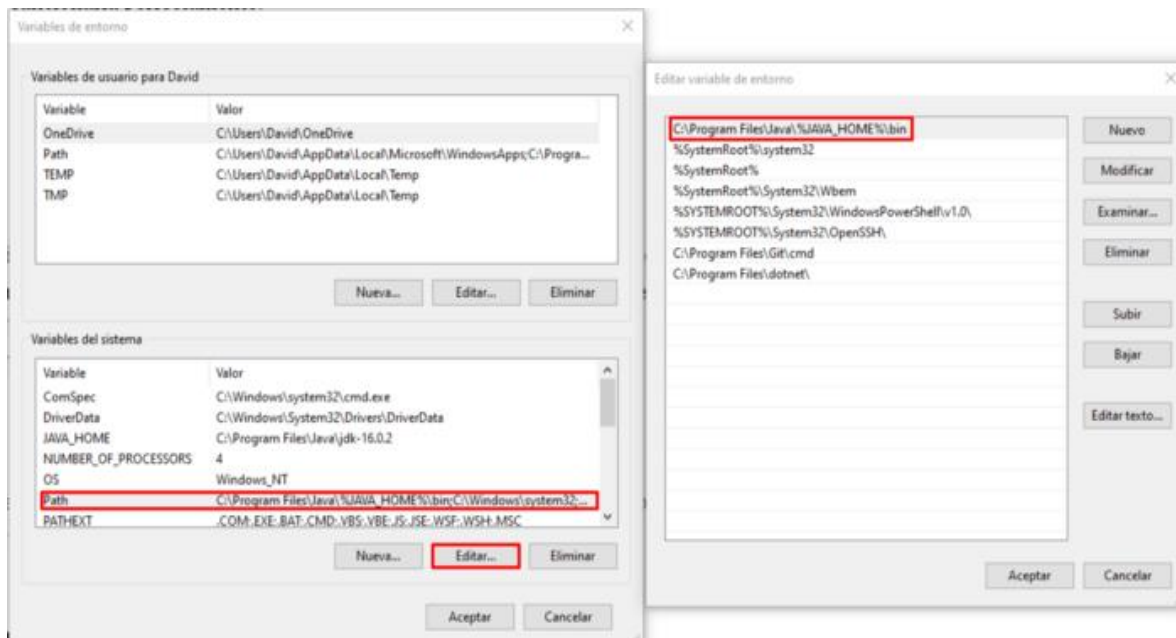 Variables de entorno
Variables de usuario para David
Variable Valor
OneDrive C:\Users\David\OneDrive
Path C:\Users\David\AppData\Local\Microsoft\WindowsApps;C:\Progra...
TEMP C:\Users\David\AppData\Local\Temp
TMP C:\Users\David\AppData\Local\Temp
Nueva... Editar... Eliminar
Variables del sistema
Variable Valor
ComSpec C:\Windows\system32\cmd.exe
DriverData C:\Windows\System32\Drivers\DriverData
JAVA_HOME C:\Program Files\Java\jdk-16.0.2
NUMBER_OF_PROCESSORS 4
OS Windows_NT
Path C:\Program Files\Java\%JAVA_HOME%\bin;C:\Windows\system32;...
PATHEXT .COM;.EXE;.BAT;.CMD;.VBS;.VBE;.JS;.JSE;.WSF;.WSH;.MSC
Nueva... Editar... Eliminar
Aceptar Cancelar
Editar variable de entorno
C:\Program Files\Java\%JAVA_HOME%\bin
%SystemRoot%\system32
%SystemRoot%
%SystemRoot%\System32\Wbem
%SYSTEMROOT%\System32\WindowsPowerShell\v1.0\
%SYSTEMROOT%\System32\OpenSSH\
C:\Program Files\Git\cmd
C:\Program Files\dotnet\
Nuevo
Modificar
Examinar...
Eliminar
Subir
Bajar
Editar texto...
Aceptar Cancelar